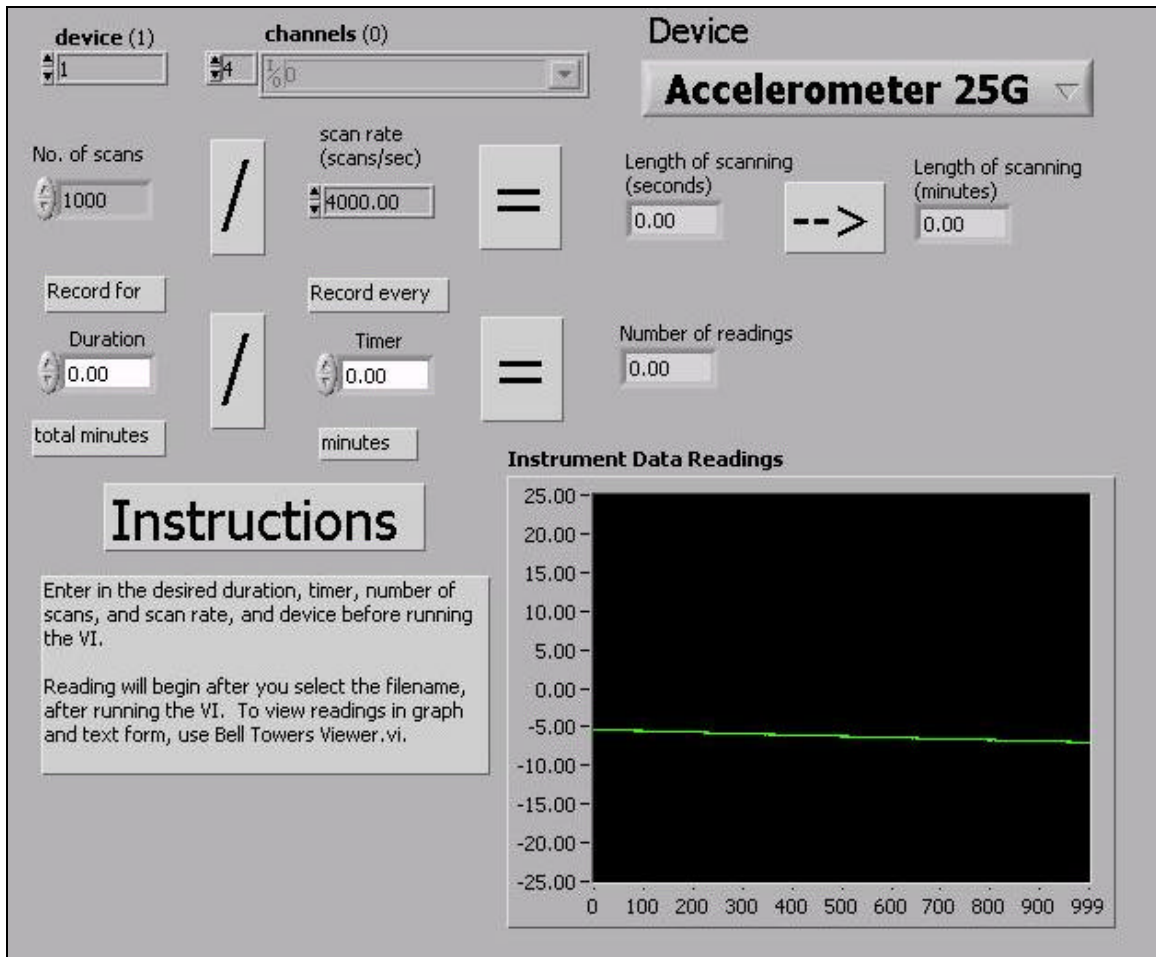 device (1)
channels (0)
Device
1
4
I/O 0
Accelerometer 25G
No. of scans
1000
/
scan rate
(scans/sec)
4000.00
=
Length of scanning
(seconds)
0.00
-->
Length of scanning
(minutes)
0.00
Record for
Duration
0.00
total minutes
/
Record every
Timer
0.00
minutes
=
Number of readings
0.00
Instructions
Enter in the desired duration, timer, number of
scans, and scan rate, and device before running
the VI.
Reading will begin after you select the filename,
after running the VI. To view readings in graph
and text form, use Bell Towers Viewer.vi.
Instrument Data Readings
25.00
20.00
15.00
10.00
5.00
0.00
-5.00
-10.00
-15.00
-20.00
-25.00
0 100 200 300 400 500 600 700 800 900 999